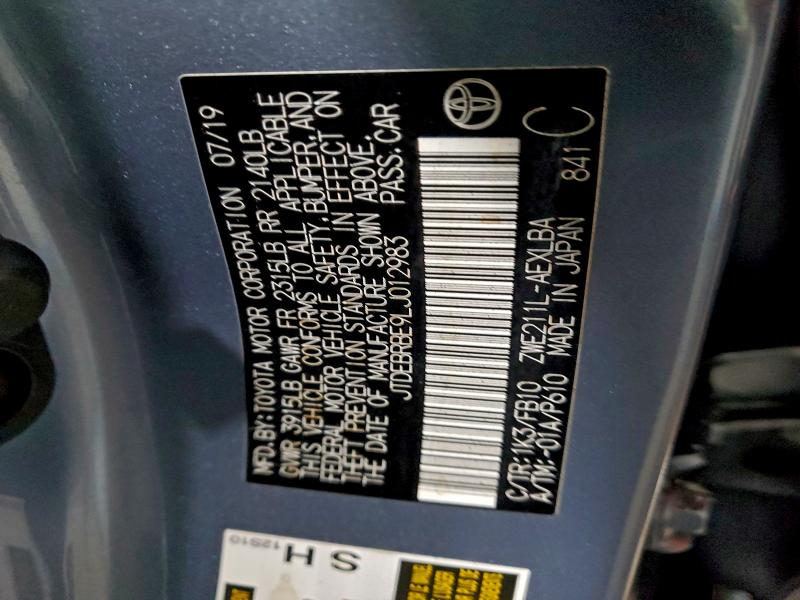 MFD. BY: TOYOTA MOTOR CORPORATION 07/19
GVWR 3915LB GAWR FR 2315LB RR 2140LB
THIS VEHICLE CONFORMS TO ALL APPLICABLE
FEDERAL MOTOR VEHICLE SAFETY, BUMPER, AND
THEFT PREVENTION STANDARDS IN EFFECT ON
THE DATE OF MANUFACTURE SHOWN ABOVE.
JTDEBRBE9LJ012983 PASS. CAR
C/TR: 1K3/FB10 ZWE211L-AEXLBA
A/TM: -01A/P610 MADE IN JAPAN 841 C
12S10
S H